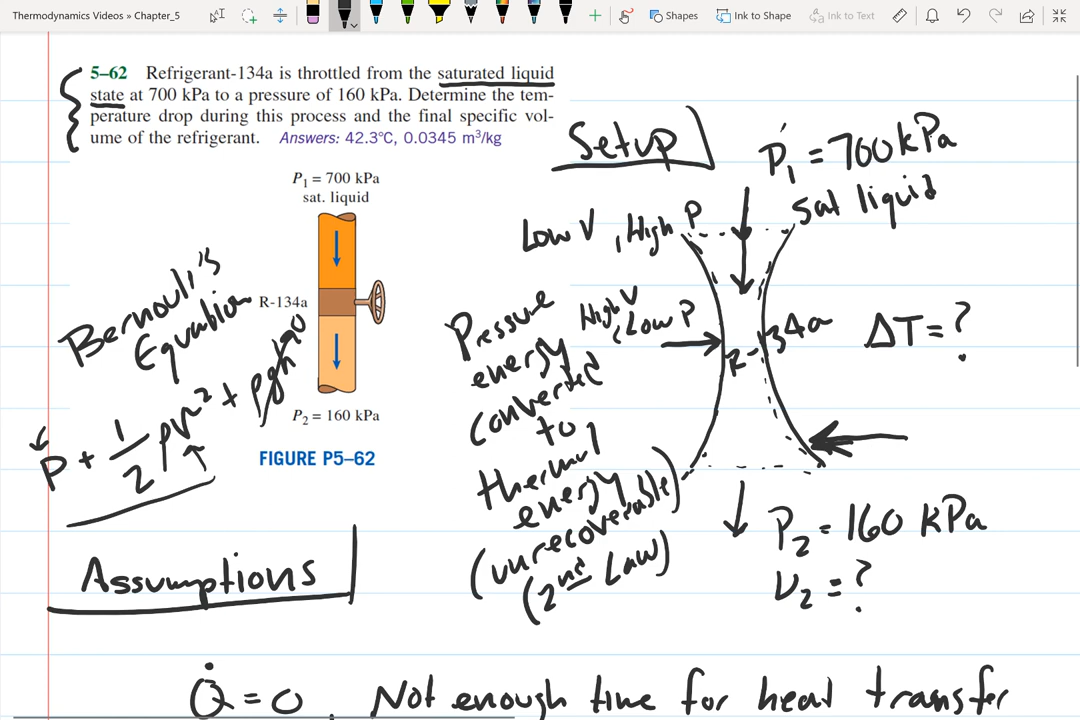 Thermodynamics Videos » Chapter_5
Shapes
Ink to Shape
Ink to Text
5–62 Refrigerant-134a is throttled from the saturated liquid
state at 700 kPa to a pressure of 160 kPa. Determine the tem-
perature drop during this process and the final specific vol-
ume of the refrigerant. Answers: 42.3°C, 0.0345 m³/kg
P₁ = 700 kPa
sat. liquid
R-134a
P₂ = 160 kPa
FIGURE P5–62
Bernouli's
Equation
P + 1/2 ρv² + ρgh→0
Setup
Ṗ₁ = 700 kPa
sat liquid
Low V, High P
High V, Low P
R-134a
ΔT = ?
Pressure
energy
converted
to
thermal
energy
(unrecoverable)
(2nd Law)
P₂ = 160 kPa
ν₂ = ?
Assumptions
Q̇ = 0, Not enough time for heat transfer